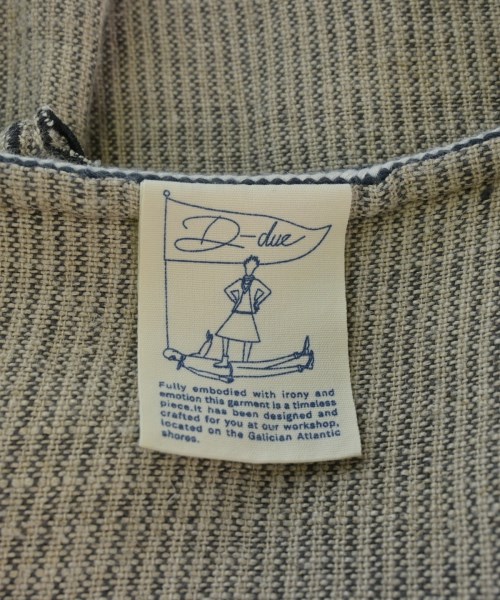 D-due
Fully embodied with irony and
emotion this garment is a timeless
piece.It has been designed and
crafted for you at our workshop,
located on the Galician Atlantic
shores.